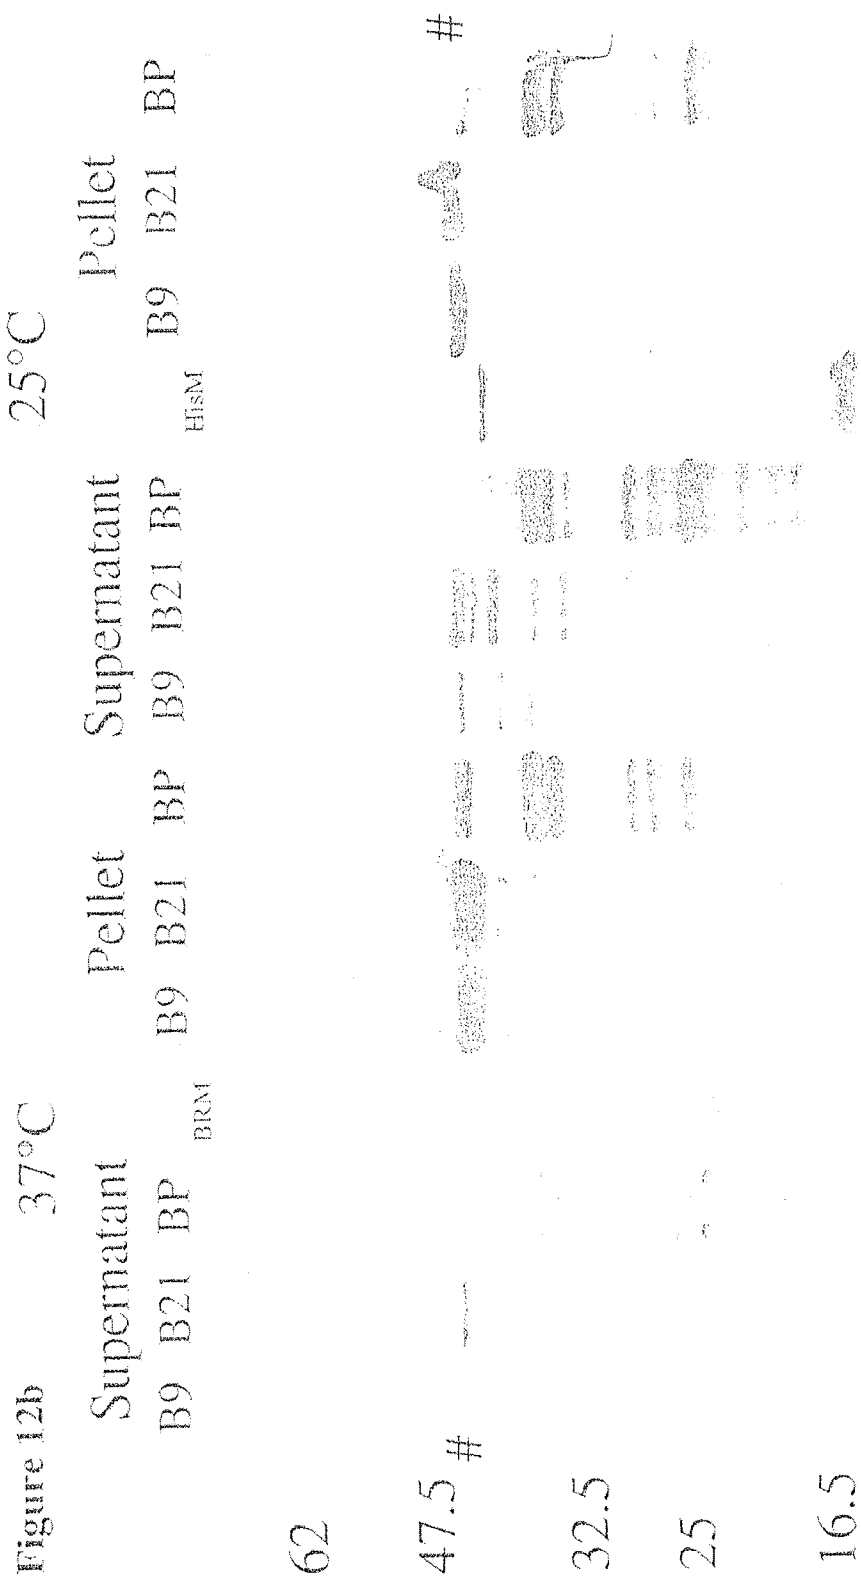 Figure 12b 37°C 25°C
Supernatant Pellet Supernatant Pellet
B9 B21 BP B9 B21 BP B9 B21 BP B9 B21 BP
BRM HisM
62
47.5
# #
32.5
25
16.5